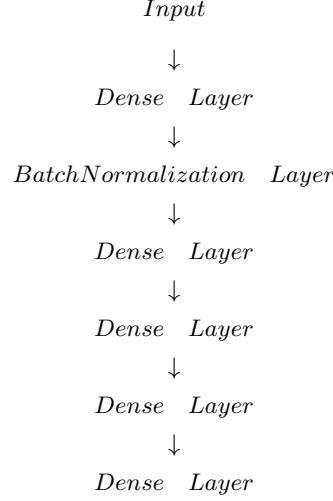 Input
↓
Dense Layer
↓
BatchNormalization Layer
↓
Dense Layer
↓
Dense Layer
↓
Dense Layer
↓
Dense Layer